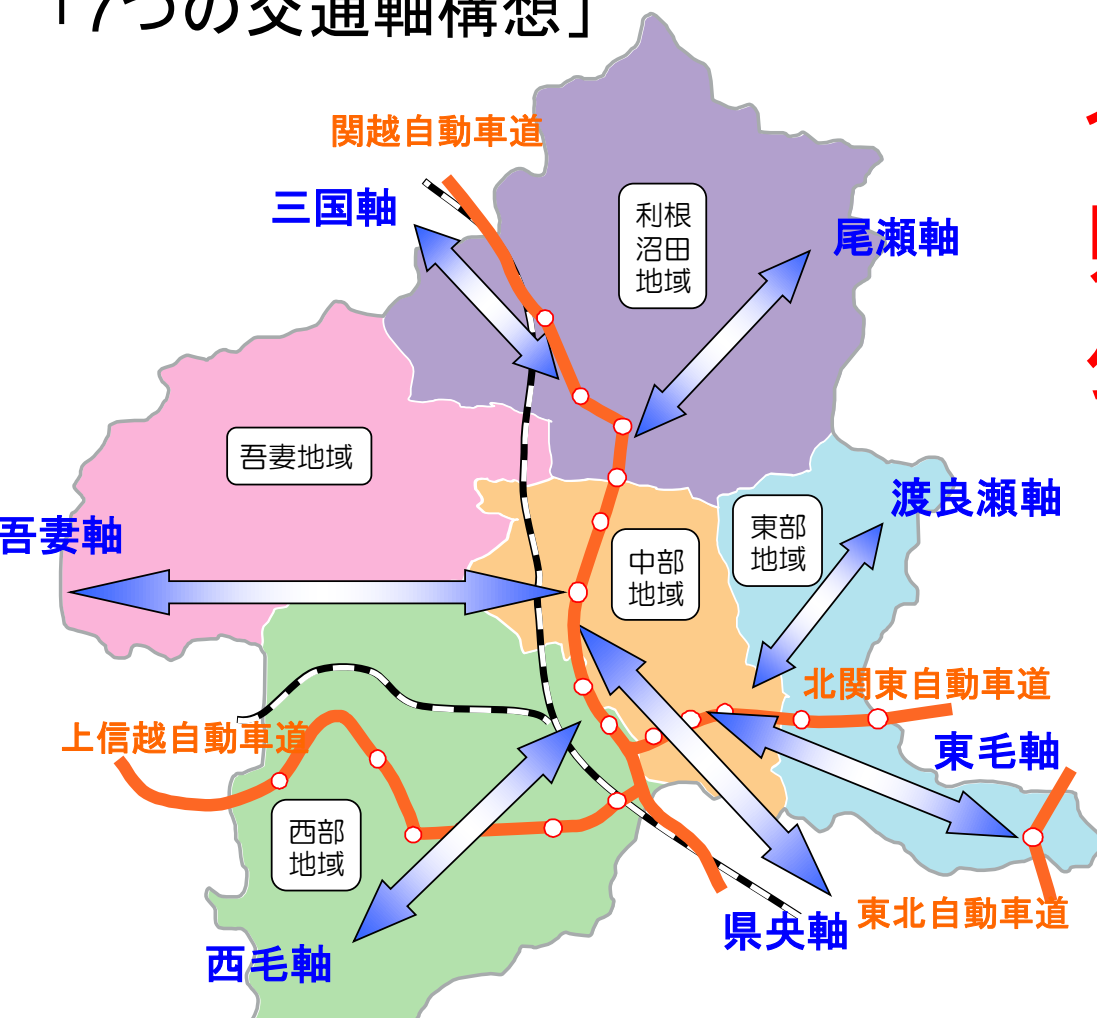 「7つの交通軸構想」
関越自動車道
三国軸
利根
沼田
地域
尾瀬軸
吾妻地域
渡良瀬軸
東部
地域
吾妻軸
中部
地域
北関東自動車道
上信越自動車道
東毛軸
西部
地域
東北自動車道
県央軸
西毛軸